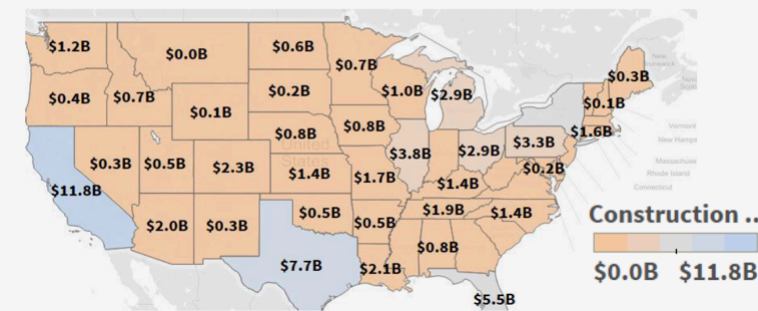 $1.2B
$0.0B
$0.6B
$0.7B
$0.3B
$0.4B
$0.7B
$0.1B
$0.2B
$1.0B
$2.9B
$0.1B
$1.6B
$0.8B
$0.8B
$3.8B
$2.9B
$3.3B
$0.2B
United
States
$11.8B
$0.3B
$0.5B
$2.3B
$1.4B
$1.7B
$1.4B
$2.0B
$0.3B
$0.5B
$0.5B
$1.9B
$1.4B
$0.8B
$7.7B
$2.1B
$5.5B
Vermont
New Hamps
Massachuse
Rhode Island
Connecticut
Construction ..
$0.0B $11.8B